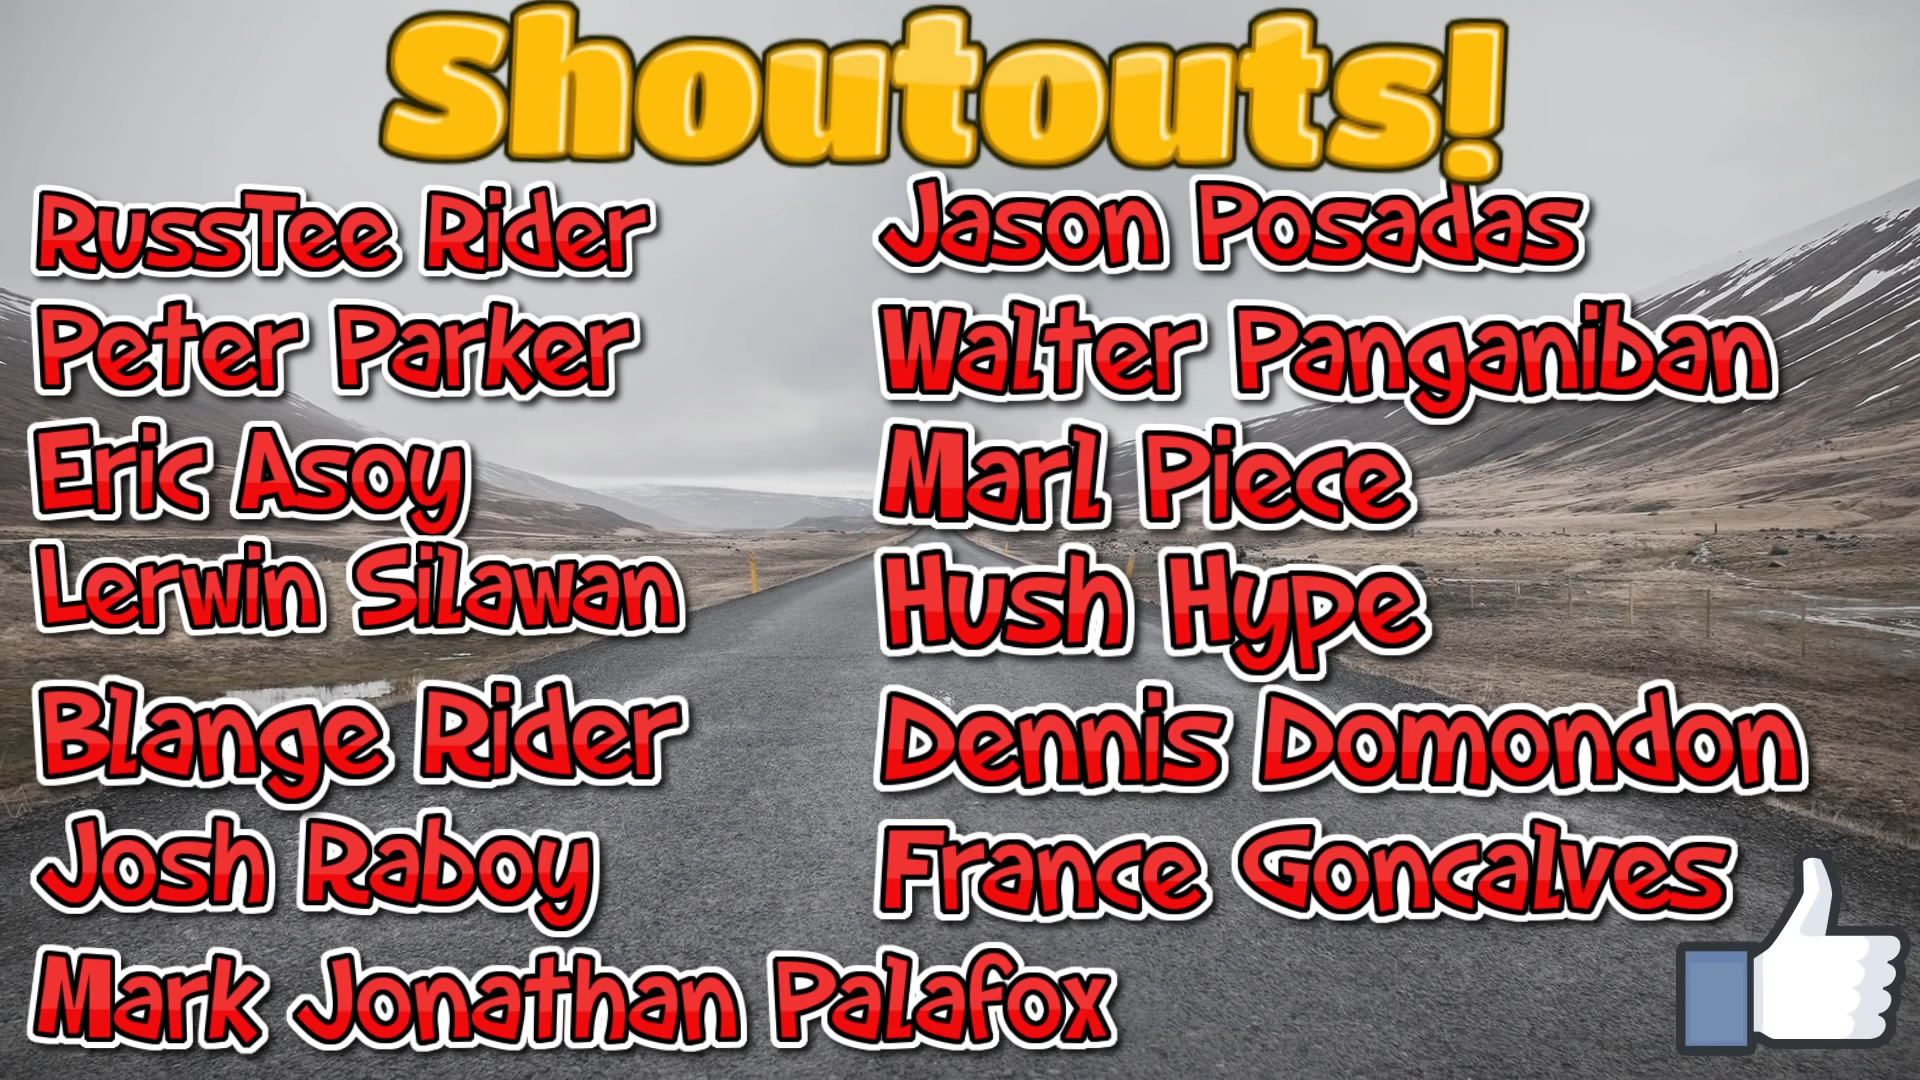 Shoutouts!
RussTee Rider
Peter Parker
Eric Asoy
Lerwin Silawan
Blange Rider
Josh Raboy
Mark Jonathan Palafox
Jason Posadas
Walter Panganiban
Marl Piece
Hush Hype
Dennis Domondon
France Goncalves